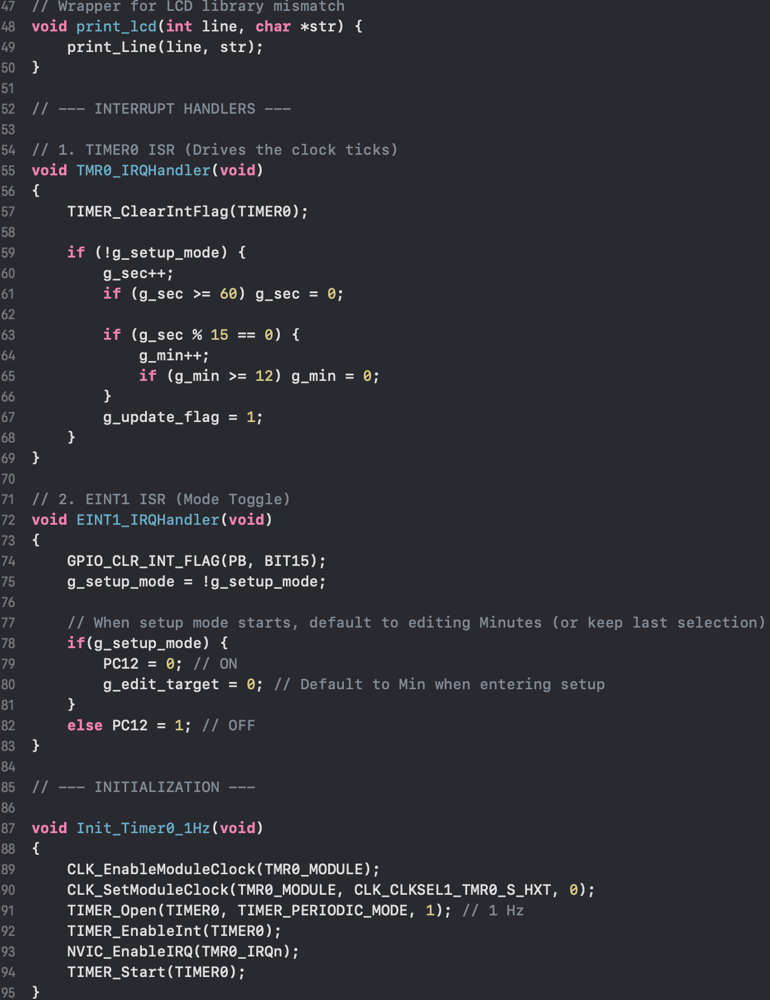 47 // Wrapper for LCD library mismatch
48 void print_lcd(int line, char *str) {
49     print_Line(line, str);
50 }
51
52 // --- INTERRUPT HANDLERS ---
53
54 // 1. TIMER0 ISR (Drives the clock ticks)
55 void TMR0_IRQHandler(void)
56 {
57     TIMER_ClearIntFlag(TIMER0);
58
59     if (!g_setup_mode) {
60         g_sec++;
61         if (g_sec >= 60) g_sec = 0;
62
63         if (g_sec % 15 == 0) {
64             g_min++;
65             if (g_min >= 12) g_min = 0;
66         }
67         g_update_flag = 1;
68     }
69 }
70
71 // 2. EINT1 ISR (Mode Toggle)
72 void EINT1_IRQHandler(void)
73 {
74     GPIO_CLR_INT_FLAG(PB, BIT15);
75     g_setup_mode = !g_setup_mode;
76
77     // When setup mode starts, default to editing Minutes (or keep last selection)
78     if(g_setup_mode) {
79         PC12 = 0; // ON
80         g_edit_target = 0; // Default to Min when entering setup
81     }
82     else PC12 = 1; // OFF
83 }
84
85 // --- INITIALIZATION ---
86
87 void Init_Timer0_1Hz(void)
88 {
89     CLK_EnableModuleClock(TMR0_MODULE);
90     CLK_SetModuleClock(TMR0_MODULE, CLK_CLKSEL1_TMR0_S_HXT, 0);
91     TIMER_Open(TIMER0, TIMER_PERIODIC_MODE, 1); // 1 Hz
92     TIMER_EnableInt(TIMER0);
93     NVIC_EnableIRQ(TMR0_IRQn);
94     TIMER_Start(TIMER0);
95 }